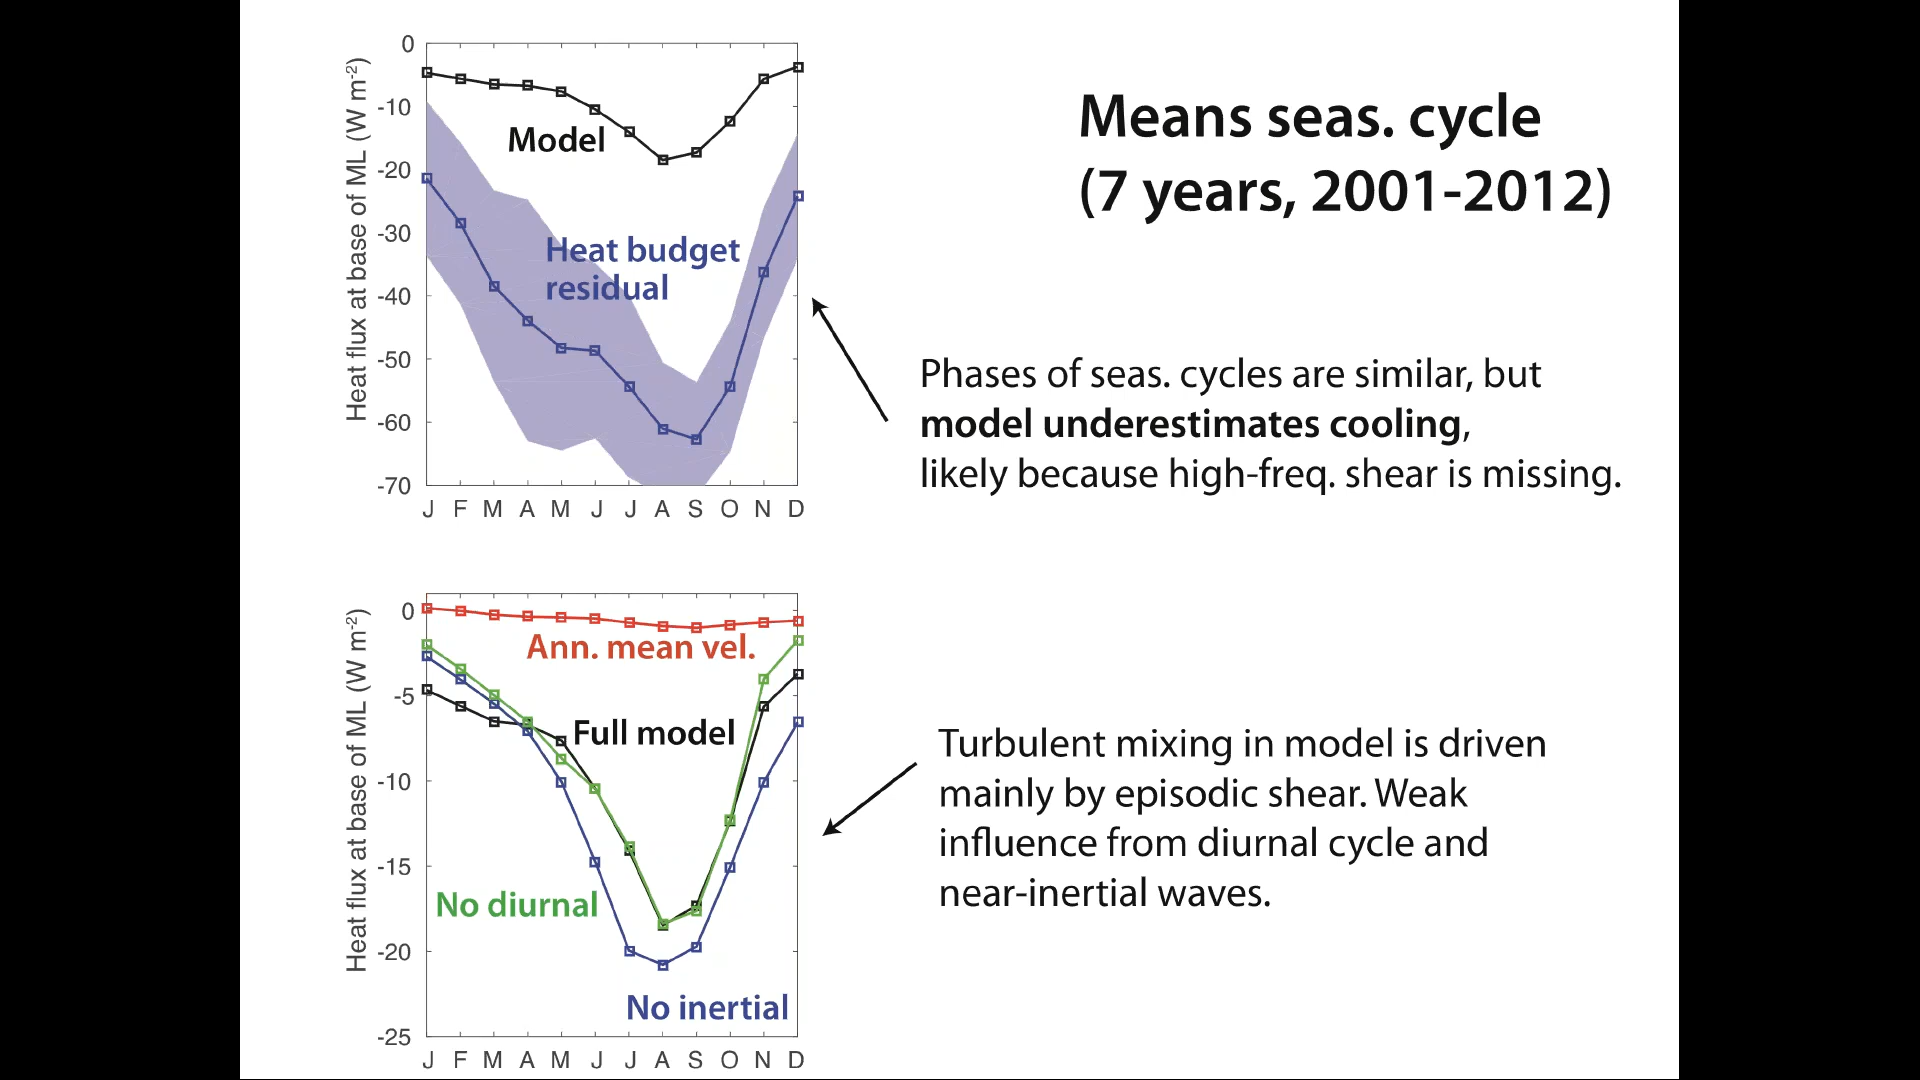 Means seas. cycle
(7 years, 2001-2012)
Heat flux at base of ML (W m-2)
0
-10
-20
-30
-40
-50
-60
-70
Model
Heat budget
residual
J F M A M J J A S O N D
Phases of seas. cycles are similar, but
model underestimates cooling,
likely because high-freq. shear is missing.
Heat flux at base of ML (W m-2)
0
-5
-10
-15
-20
-25
Ann. mean vel.
Full model
No diurnal
No inertial
J F M A M J J A S O N D
Turbulent mixing in model is driven
mainly by episodic shear. Weak
influence from diurnal cycle and
near-inertial waves.